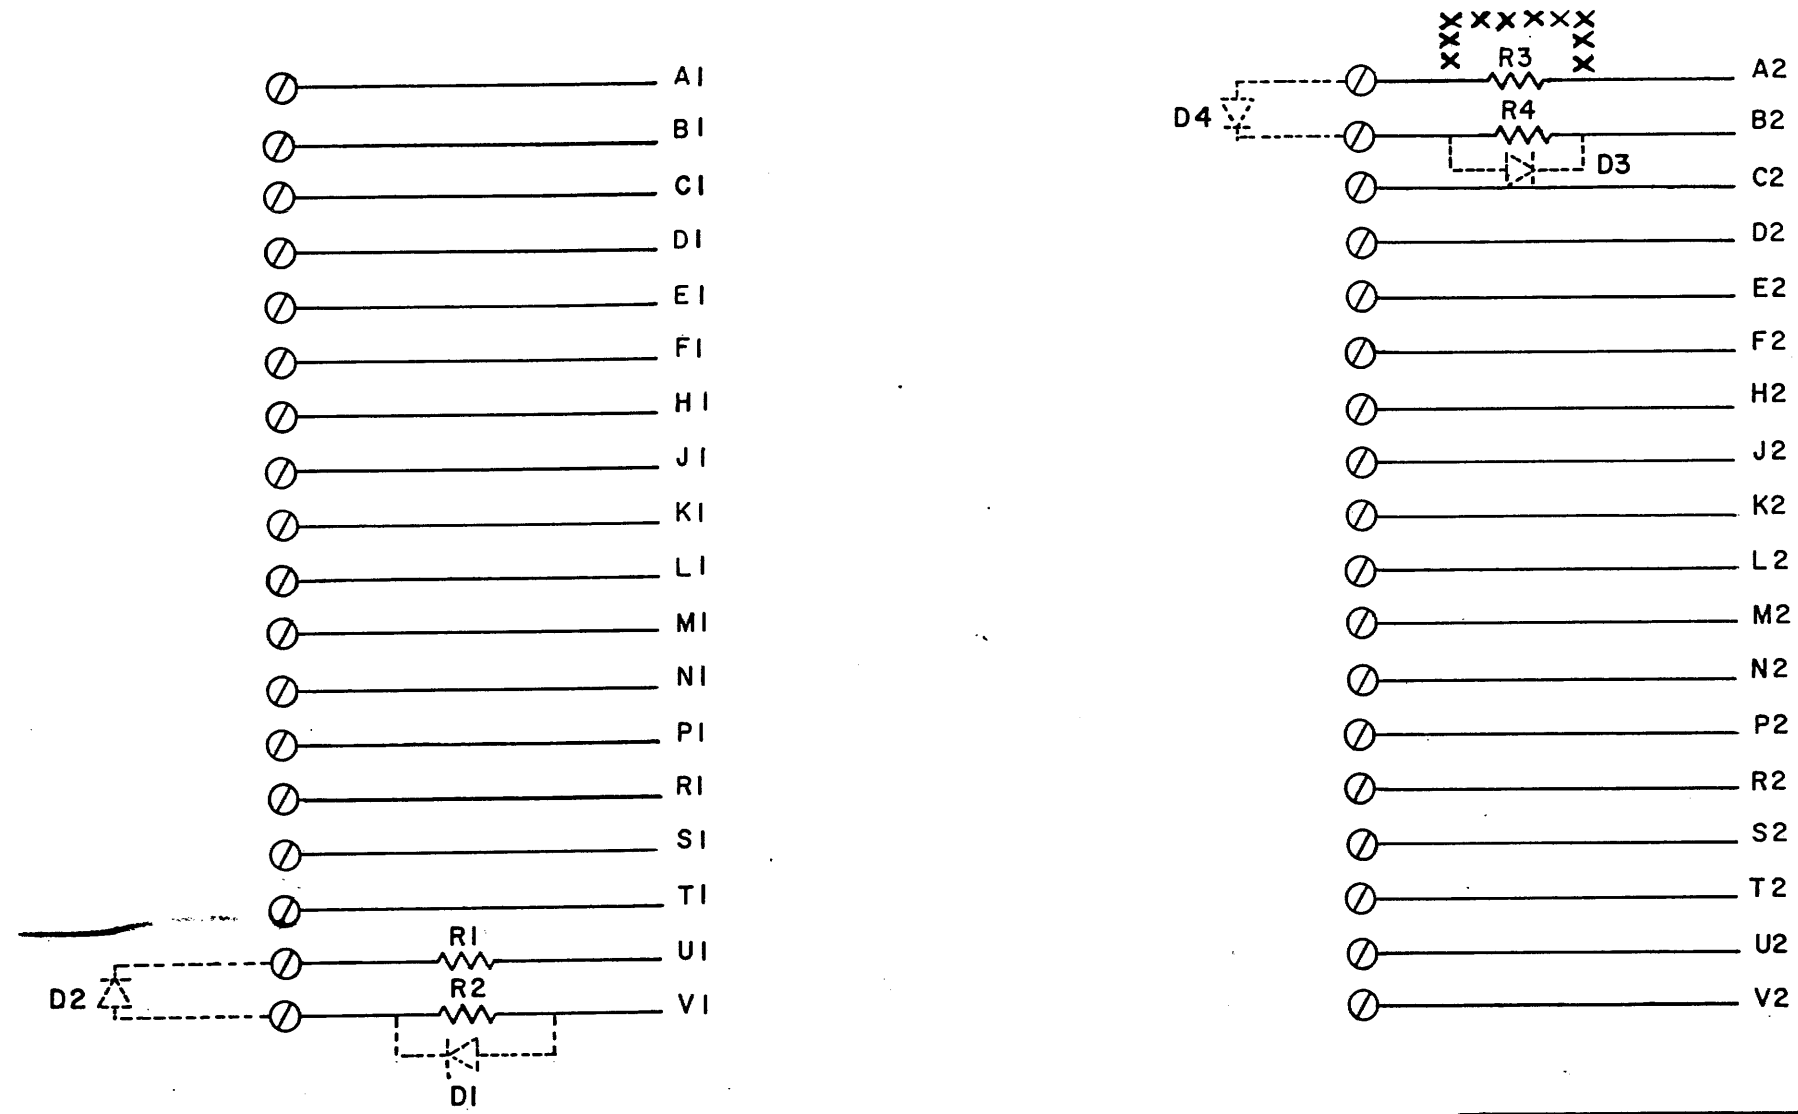 A1
B1
C1
D1
E1
F1
H1
J1
K1
L1
M1
N1
P1
R1
S1
T1
R1
U1
D2
R2
V1
D1
XXXXXX
X X
X X
R3
A2
D4
R4
B2
D3
C2
D2
E2
F2
H2
J2
K2
L2
M2
N2
P2
R2
S2
T2
U2
V2